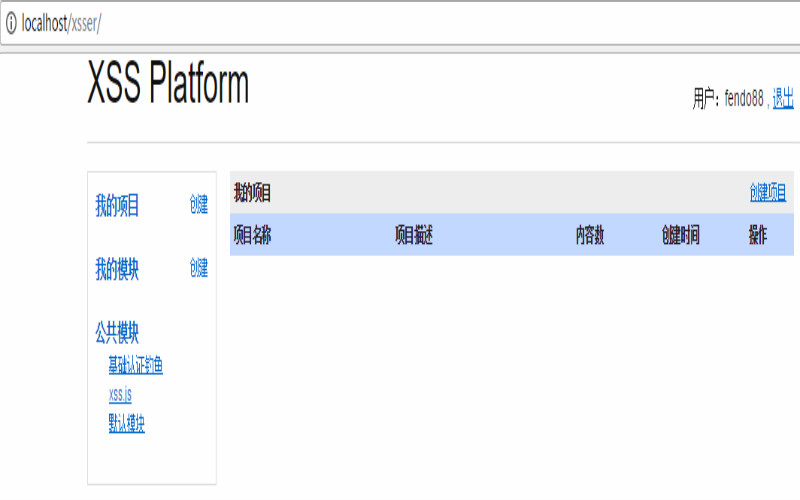 localhost/xsser/
XSS Platform
用户：fendo88 , 退出
我的项目 创建
我的模块 创建
公共模块
基础认证钓鱼
xss.js
默认模块
我的项目 创建项目
项目名称 项目描述 内容数 创建时间 操作